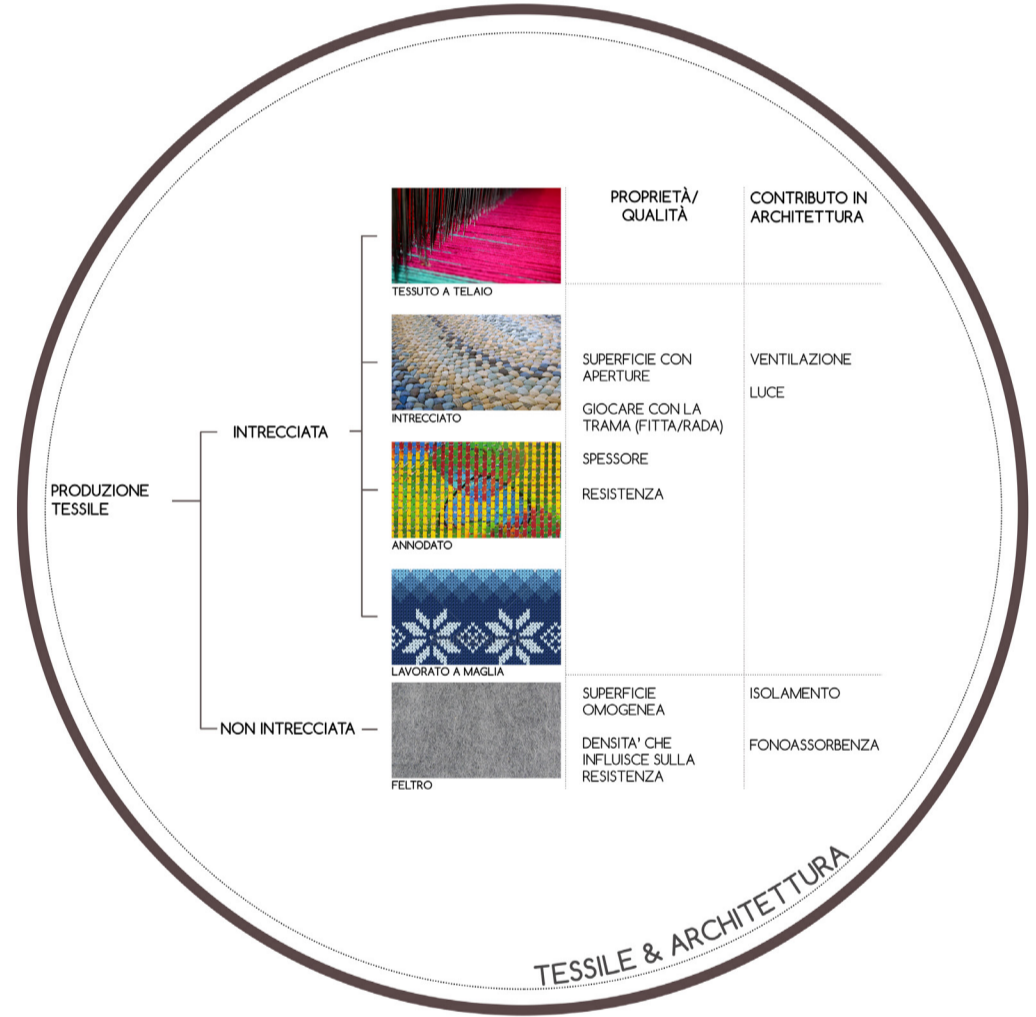 PROPRIETÀ/
QUALITÀ
CONTRIBUTO IN
ARCHITETTURA
TESSUTO A TELAIO
SUPERFICIE CON
APERTURE
VENTILAZIONE
GIOCARE CON LA
TRAMA (FITTA/RADA)
LUCE
INTRECCIATO
INTRECCIATA
SPESSORE
RESISTENZA
PRODUZIONE
TESSILE
ANNODATO
LAVORATO A MAGLIA
SUPERFICIE
OMOGENEA
ISOLAMENTO
NON INTRECCIATA
DENSITA' CHE
INFLUISCE SULLA
RESISTENZA
FONOASSORBENZA
FELTRO
TESSILE & ARCHITETTURA